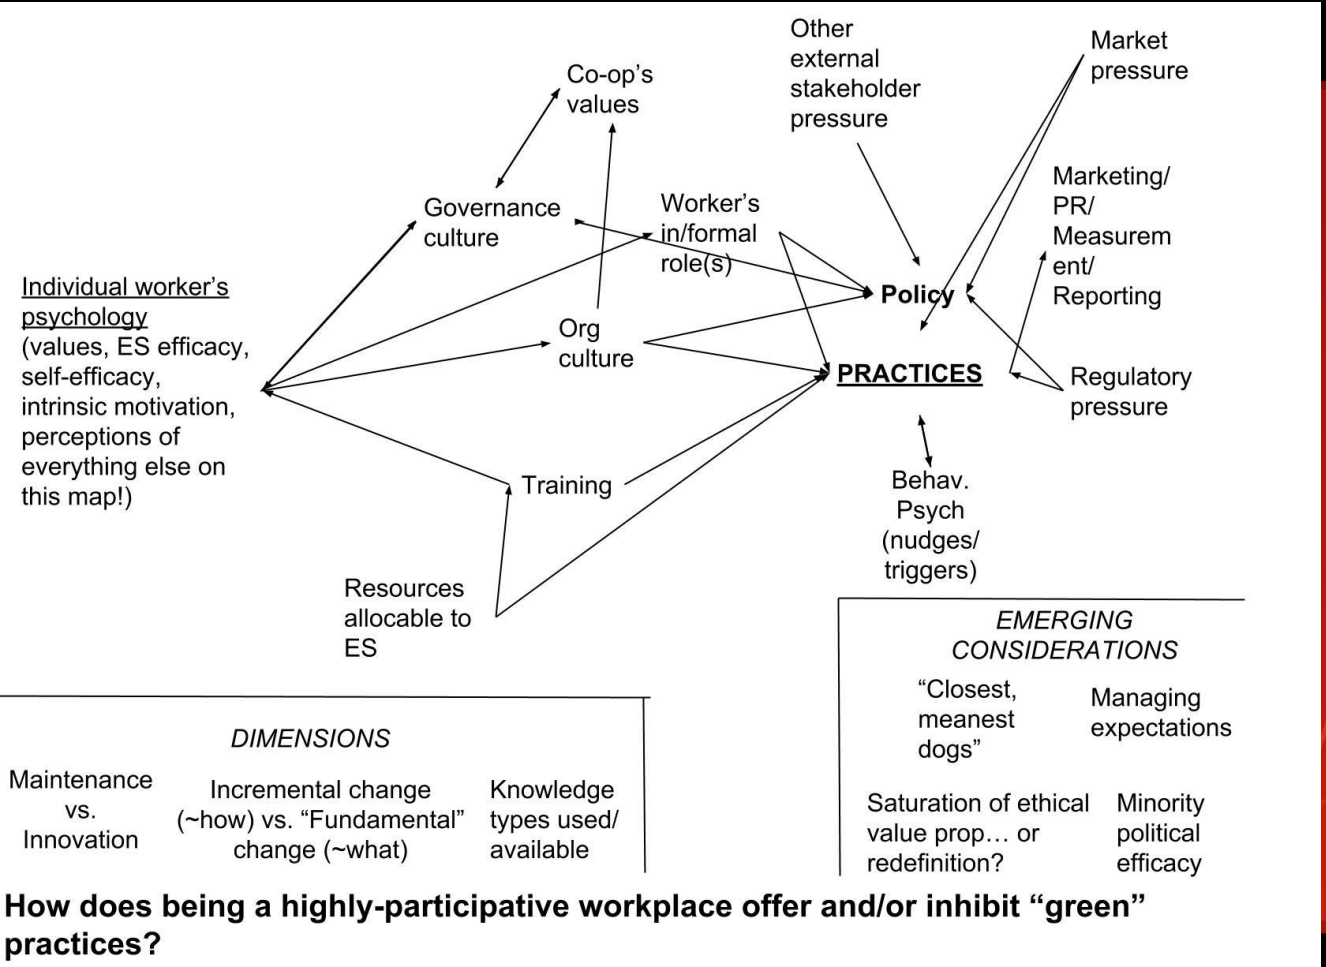 Other
external
stakeholder
pressure
Market
pressure
Co-op’s
values
Marketing/
PR/
Measurem
ent/
Reporting
Governance
culture
Worker’s
in/formal
role(s)
Individual worker’s
psychology
(values, ES efficacy,
self-efficacy,
intrinsic motivation,
perceptions of
everything else on
this map!)
Policy
Org
culture
PRACTICES
Regulatory
pressure
Training
Behav.
Psych
(nudges/
triggers)
Resources
allocable to
ES
EMERGING
CONSIDERATIONS
“Closest,
meanest
dogs”
Managing
expectations
Saturation of ethical
value prop… or
redefinition?
Minority
political
efficacy
DIMENSIONS
Maintenance
vs.
Innovation
Incremental change
(~how) vs. “Fundamental”
change (~what)
Knowledge
types used/
available
How does being a highly-participative workplace offer and/or inhibit “green”
practices?